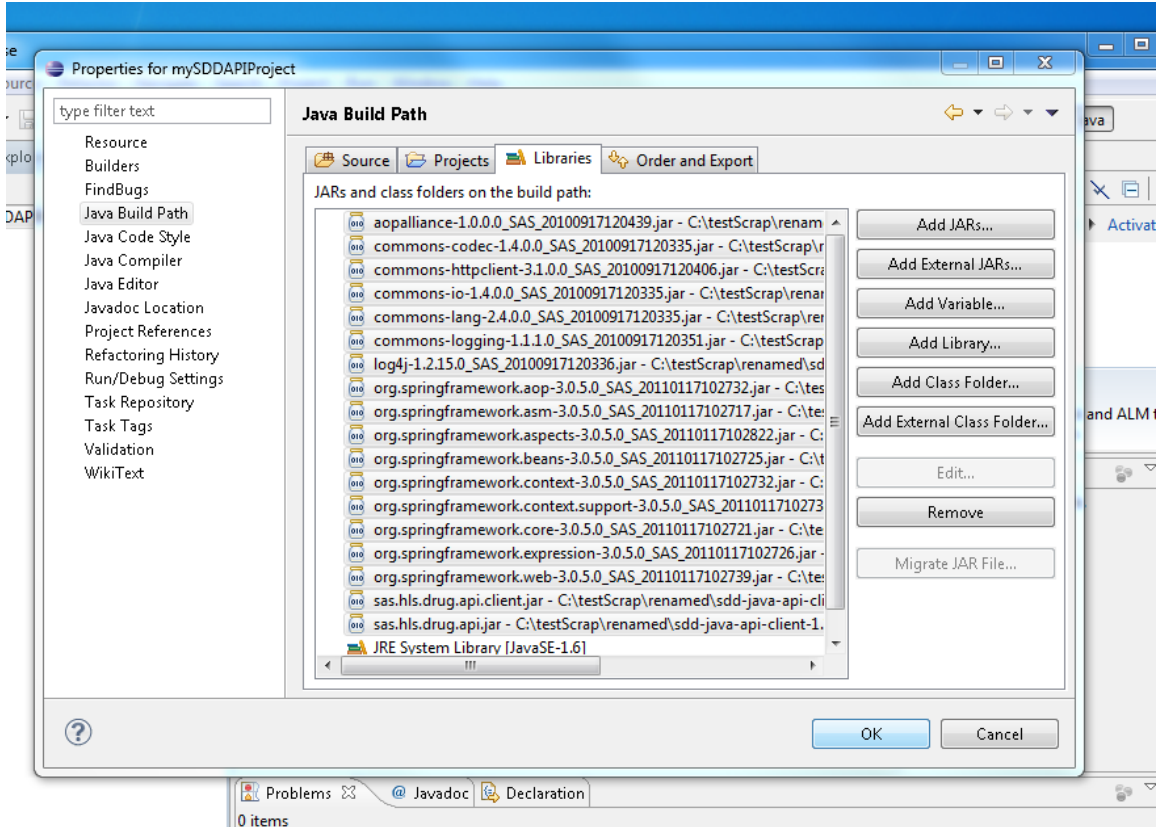 Properties for mySDDAPIProject
type filter text
Resource
Builders
FindBugs
Java Build Path
Java Code Style
Java Compiler
Java Editor
Javadoc Location
Project References
Refactoring History
Run/Debug Settings
Task Repository
Task Tags
Validation
WikiText
Java Build Path
Source
Projects
Libraries
Order and Export
JARs and class folders on the build path:
aopalliance-1.0.0.0_SAS_20100917120439.jar - C:\testScrap\renam
commons-codec-1.4.0.0_SAS_20100917120335.jar - C:\testScrap\r
commons-httpclient-3.1.0.0_SAS_20100917120406.jar - C:\testScra
commons-io-1.4.0.0_SAS_20100917120335.jar - C:\testScrap\renar
commons-lang-2.4.0.0_SAS_20100917120335.jar - C:\testScrap\rer
commons-logging-1.1.1.0_SAS_20100917120351.jar - C:\testScrap
log4j-1.2.15.0_SAS_20100917120336.jar - C:\testScrap\renamed\sd
org.springframework.aop-3.0.5.0_SAS_20110117102732.jar - C:\tes
org.springframework.asm-3.0.5.0_SAS_20110117102717.jar - C:\tes
org.springframework.aspects-3.0.5.0_SAS_20110117102822.jar - C:
org.springframework.beans-3.0.5.0_SAS_20110117102725.jar - C:\t
org.springframework.context-3.0.5.0_SAS_20110117102732.jar - C:
org.springframework.context.support-3.0.5.0_SAS_201101171027 3
org.springframework.core-3.0.5.0_SAS_20110117102721.jar - C:\te
org.springframework.expression-3.0.5.0_SAS_20110117102726.jar -
org.springframework.web-3.0.5.0_SAS_20110117102739.jar - C:\tes
sas.hls.drug.api.client.jar - C:\testScrap\renamed\sdd-java-api-cli
sas.hls.drug.api.jar - C:\testScrap\renamed\sdd-java-api-client-1.
JRE System Library [JavaSE-1.6]
Add JARs...
Add External JARs...
Add Variable...
Add Library...
Add Class Folder...
Add External Class Folder...
Edit...
Remove
Migrate JAR File...
OK
Cancel
ava
Activat
and ALM t
Problems
@ Javadoc
Declaration
0 items